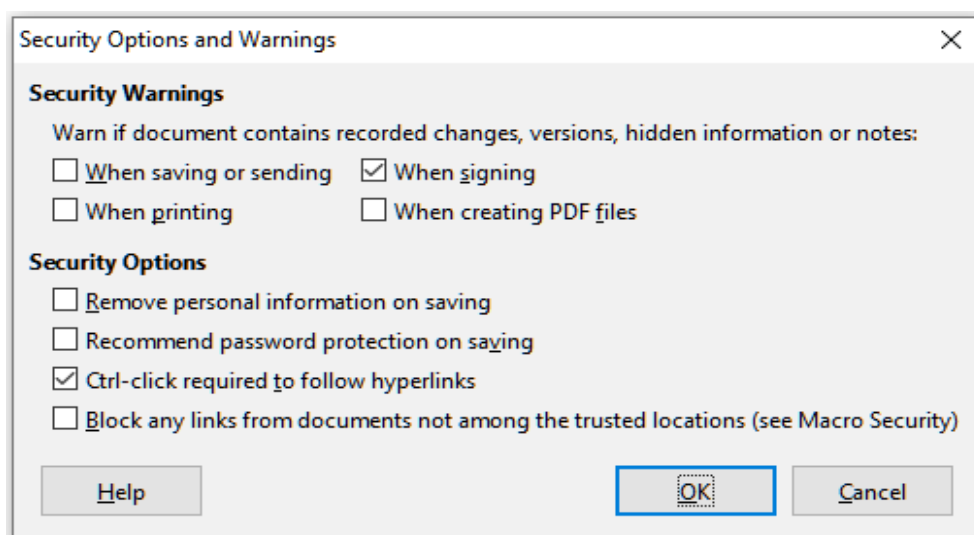 Security Options and Warnings
Security Warnings
Warn if document contains recorded changes, versions, hidden information or notes:
When saving or sending When signing
When printing When creating PDF files
Security Options
Remove personal information on saving
Recommend password protection on saving
Ctrl-click required to follow hyperlinks
Block any links from documents not among the trusted locations (see Macro Security)
Help OK Cancel